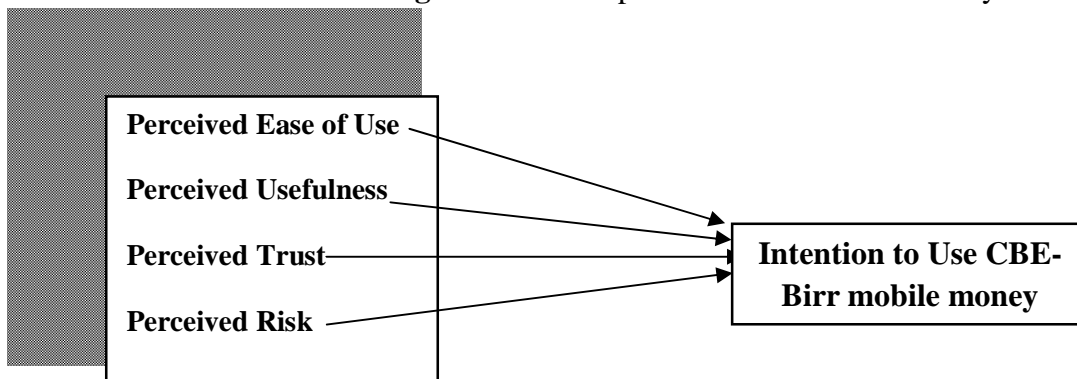 Perceived Ease of Use
Perceived Usefulness
Perceived Trust
Perceived Risk
Intention to Use CBE-
Birr mobile money